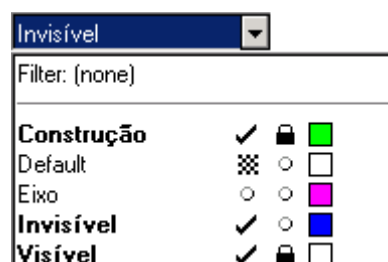 Invisível
Filter: (none)
Construção
Default
Eixo
Invisível
Visível